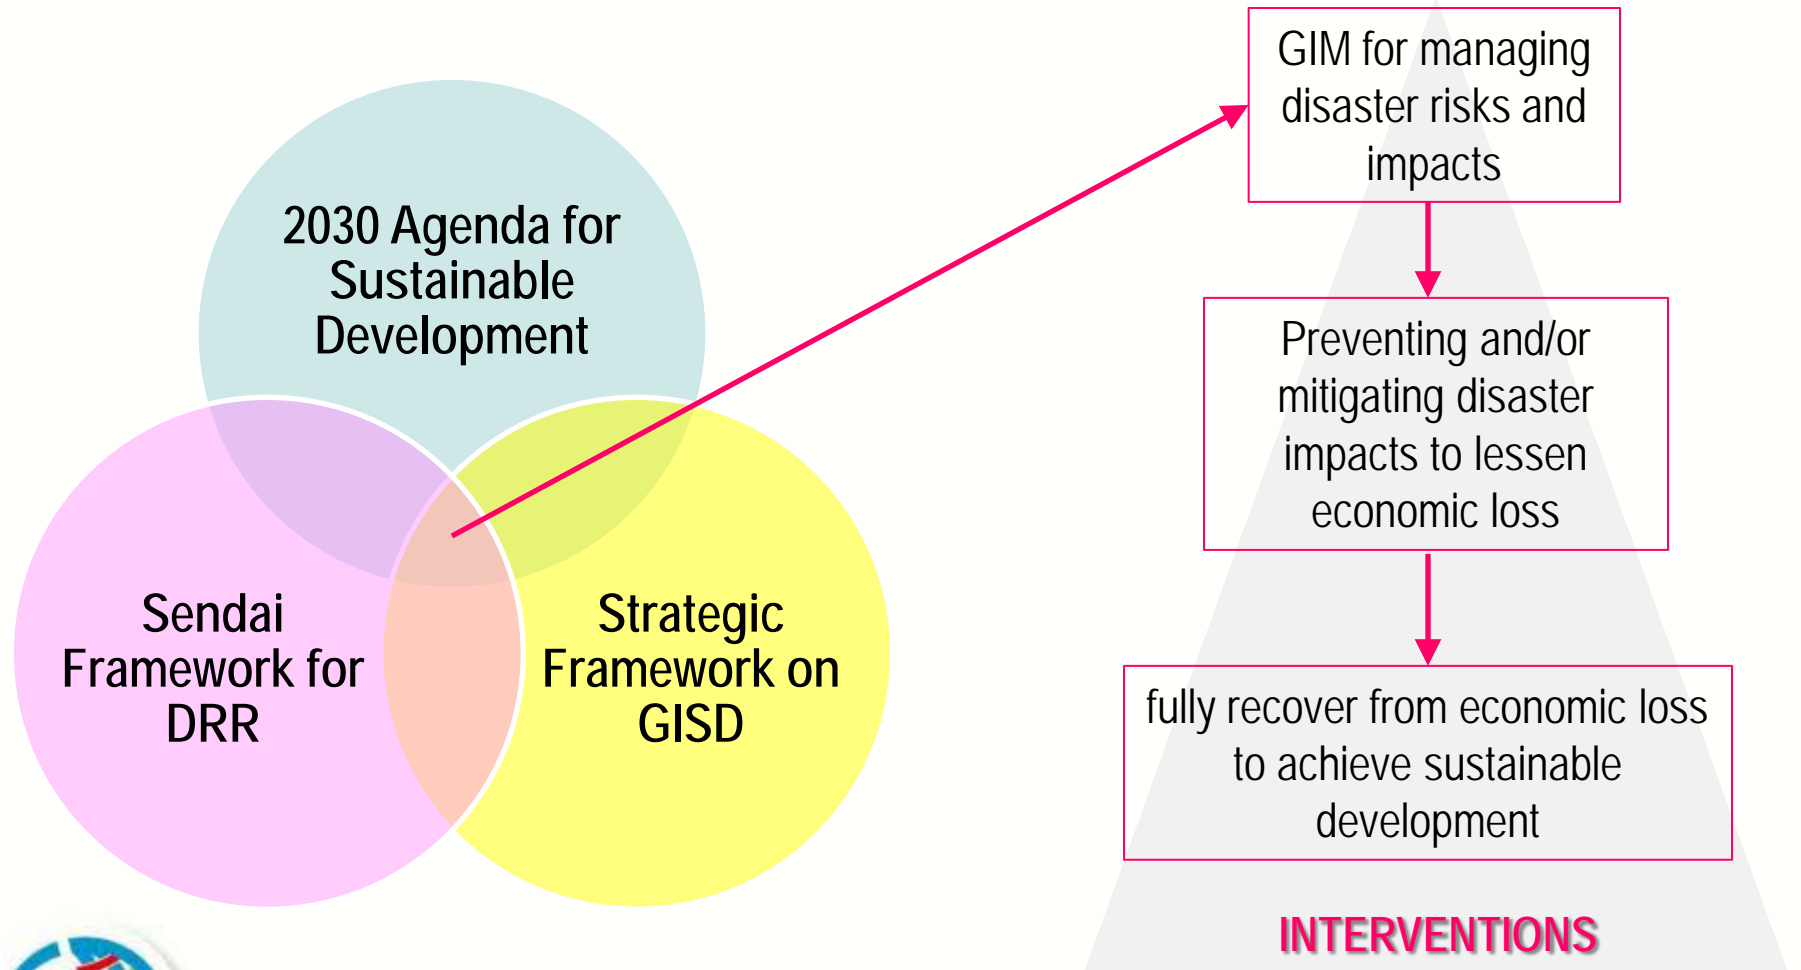 2030 Agenda for
Sustainable
Development
Sendai
Framework for
DRR
Strategic
Framework on
GISD
GIM for managing
disaster risks and
impacts
Preventing and/or
mitigating disaster
impacts to lessen
economic loss
fully recover from economic loss
to achieve sustainable
development
INTERVENTIONS